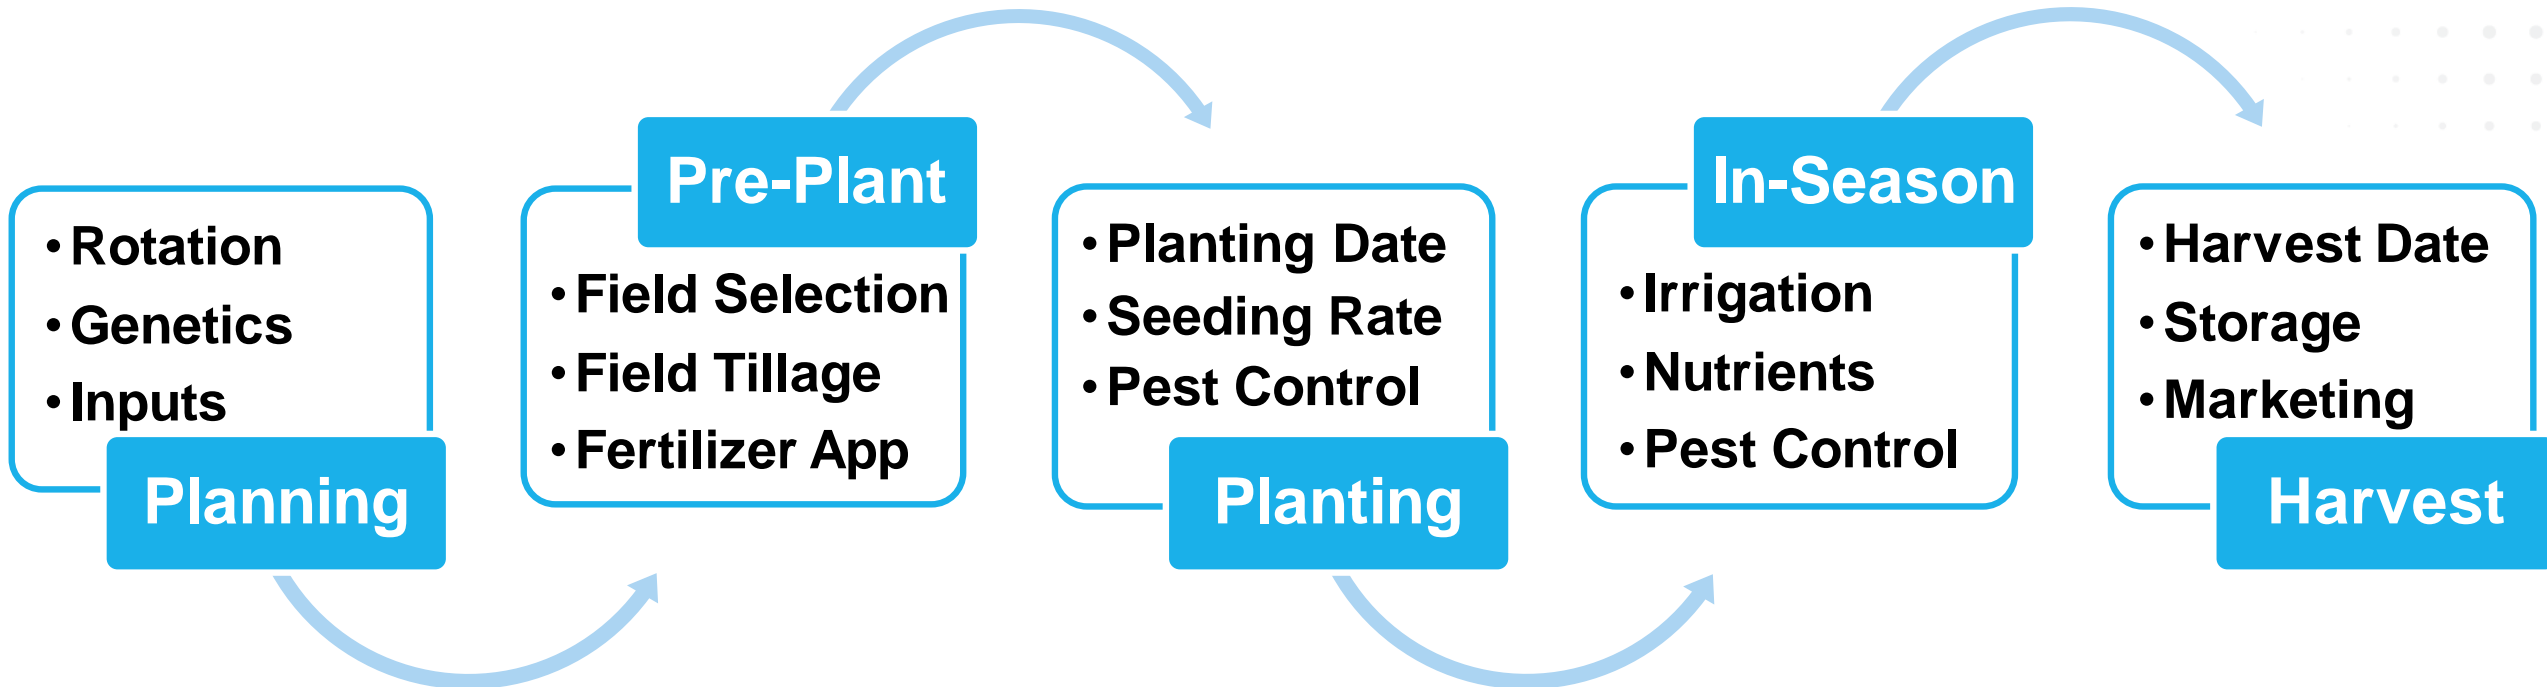 • Rotation
• Genetics
• Inputs
Planning
Pre-Plant
• Field Selection
• Field Tillage
• Fertilizer App
• Planting Date
• Seeding Rate
• Pest Control
Planting
In-Season
• Irrigation
• Nutrients
• Pest Control
• Harvest Date
• Storage
• Marketing
Harvest